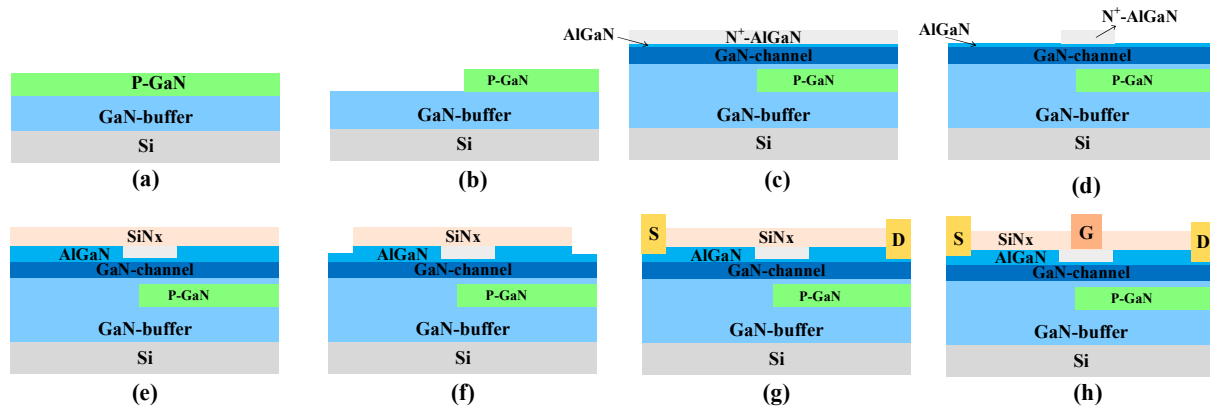 P-GaN
GaN-buffer
Si
(a)
P-GaN
GaN-buffer
Si
(b)
AlGaN
N⁺-AlGaN
GaN-channel
P-GaN
GaN-buffer
Si
(c)
AlGaN
N⁺-AlGaN
GaN-channel
P-GaN
GaN-buffer
Si
(d)
SiNx
AlGaN
GaN-channel
P-GaN
GaN-buffer
Si
(e)
SiNx
AlGaN
GaN-channel
P-GaN
GaN-buffer
Si
(f)
S
SiNx
D
AlGaN
GaN-channel
P-GaN
GaN-buffer
Si
(g)
S
SiNx
G
D
AlGaN
GaN-channel
P-GaN
GaN-buffer
Si
(h)